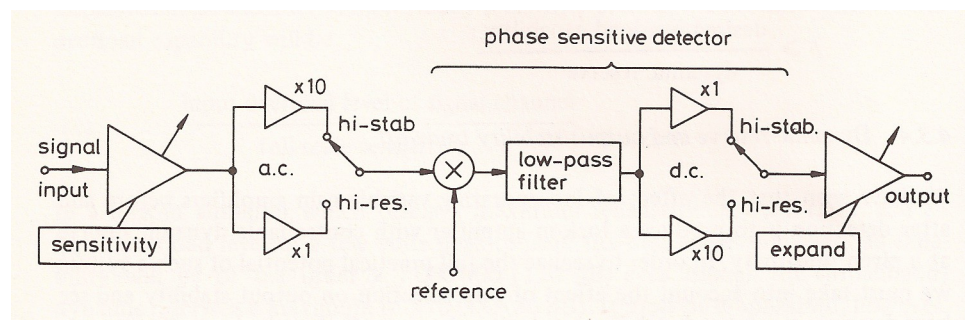 phase sensitive detector
x10
x1
hi-stab
hi-stab.
signal
input
a.c.
low-pass
filter
d.c.
output
hi-res.
hi-res.
sensitivity
x1
x10
expand
reference